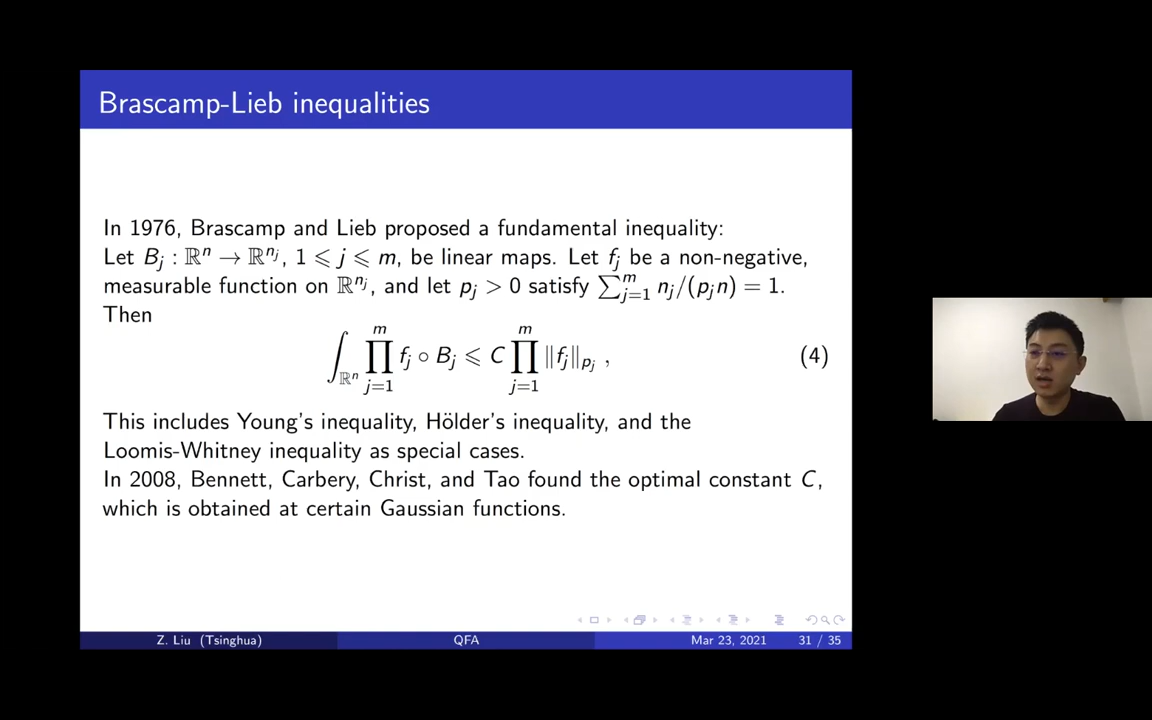 Brascamp-Lieb inequalities
In 1976, Brascamp and Lieb proposed a fundamental inequality:
Let B_j : ℝ^n → ℝ^{n_j}, 1 ⩽ j ⩽ m, be linear maps. Let f_j be a non-negative,
measurable function on ℝ^{n_j}, and let p_j > 0 satisfy ∑_{j=1}^m n_j/(p_j n) = 1.
Then
∫_{ℝ^n} ∏_{j=1}^m f_j ∘ B_j ⩽ C ∏_{j=1}^m ‖f_j‖_{p_j} , (4)
This includes Young's inequality, Hölder's inequality, and the
Loomis-Whitney inequality as special cases.
In 2008, Bennett, Carbery, Christ, and Tao found the optimal constant C,
which is obtained at certain Gaussian functions.
Z. Liu (Tsinghua) QFA Mar 23, 2021 31 / 35